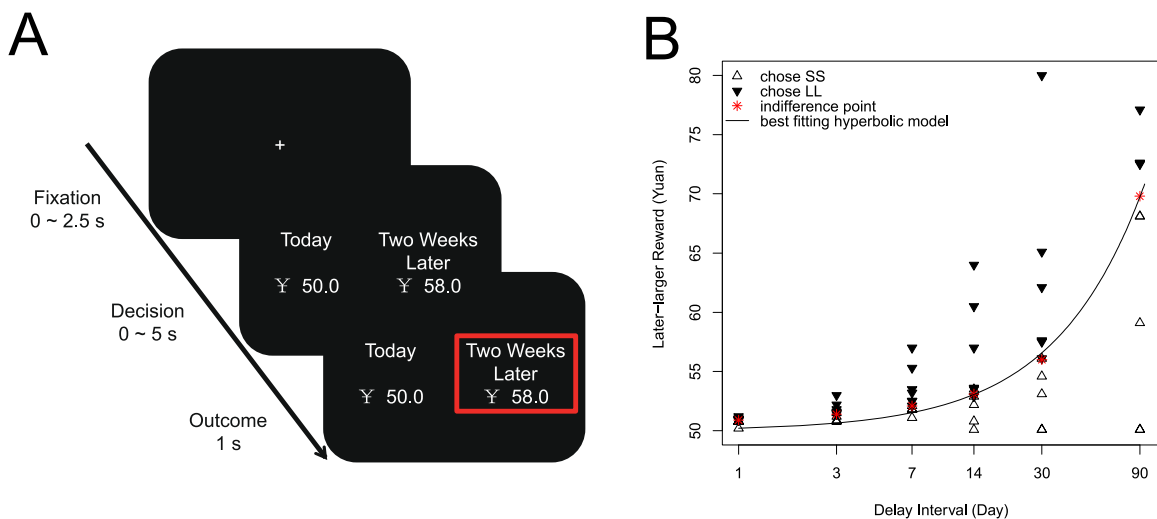 A
+
Fixation
0 ~ 2.5 s
Today
Two Weeks
Later
¥ 50.0
¥ 58.0
Decision
0 ~ 5 s
Today
Two Weeks
Later
¥ 50.0
¥ 58.0
Outcome
1 s
B
chose SS
chose LL
indifference point
best fitting hyperbolic model
Later−larger Reward (Yuan)
80
75
70
65
60
55
50
1 3 7 14 30 90
Delay Interval (Day)